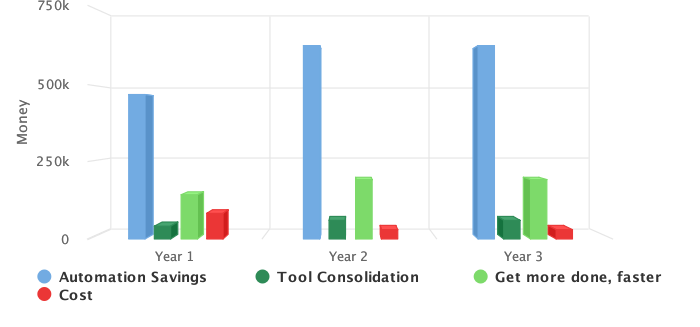 750k
500k
Money
250k
0
Year 1 Year 2 Year 3
Automation Savings Tool Consolidation Get more done, faster
Cost